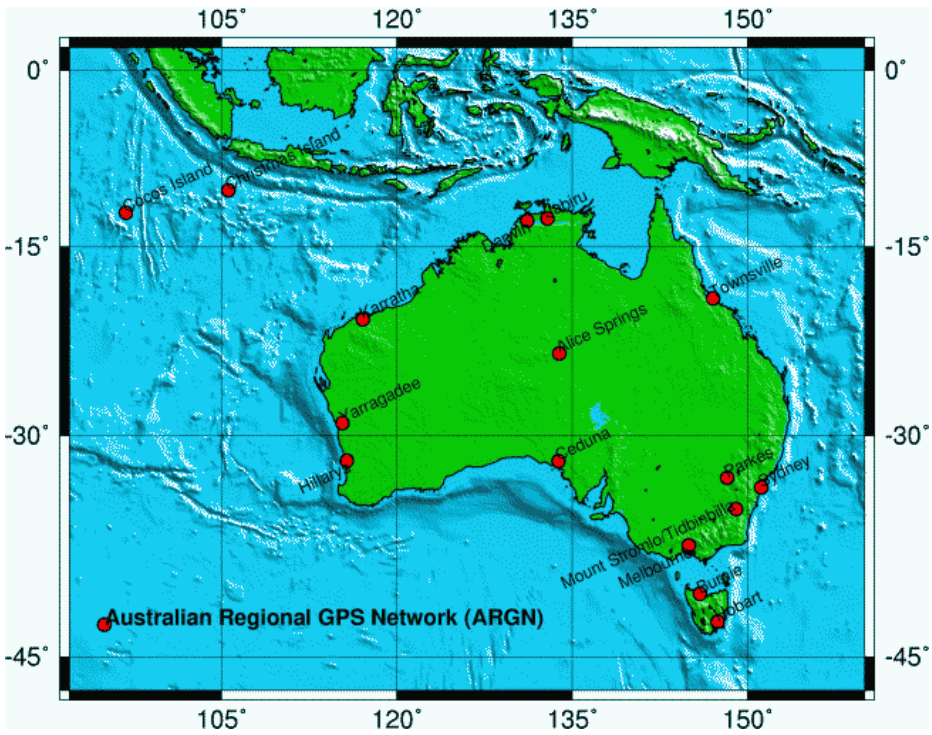 105° 120° 135° 150°
0° 0°
Christmas Island
Cocos Island
Jabiru
Darwin
-15° -15°
Townsville
Karratha
Alice Springs
Yarragadee
-30° -30°
Ceduna
Hillarys
Parkes
Sydney
Mount Stromlo/Tidbinbilla
Melbourne
Burnie
Hobart
Australian Regional GPS Network (ARGN)
-45° -45°
105° 120° 135° 150°